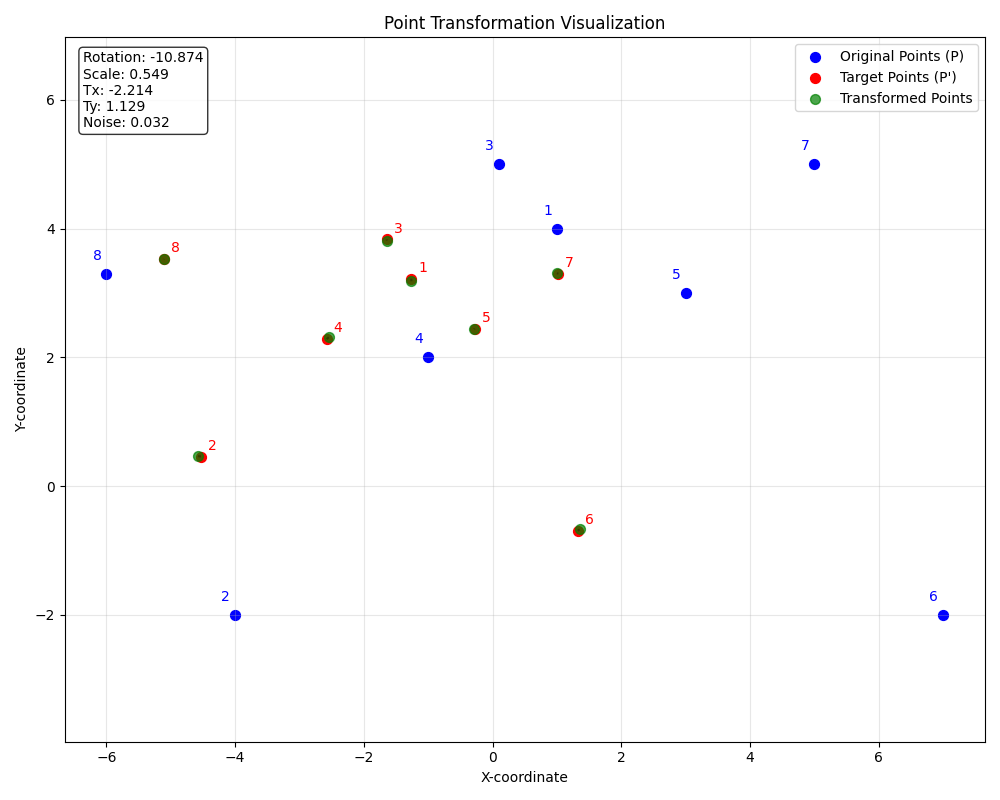 Point Transformation Visualization
Rotation: -10.874
Scale: 0.549
Tx: -2.214
Ty: 1.129
Noise: 0.032
Original Points (P)
Target Points (P')
Transformed Points
6
4
2
0
−2
Y-coordinate
3
7
1
3
8
8
1
7
5
5
4
4
2
6
2
6
−6
−4
−2
0
2
4
6
X-coordinate